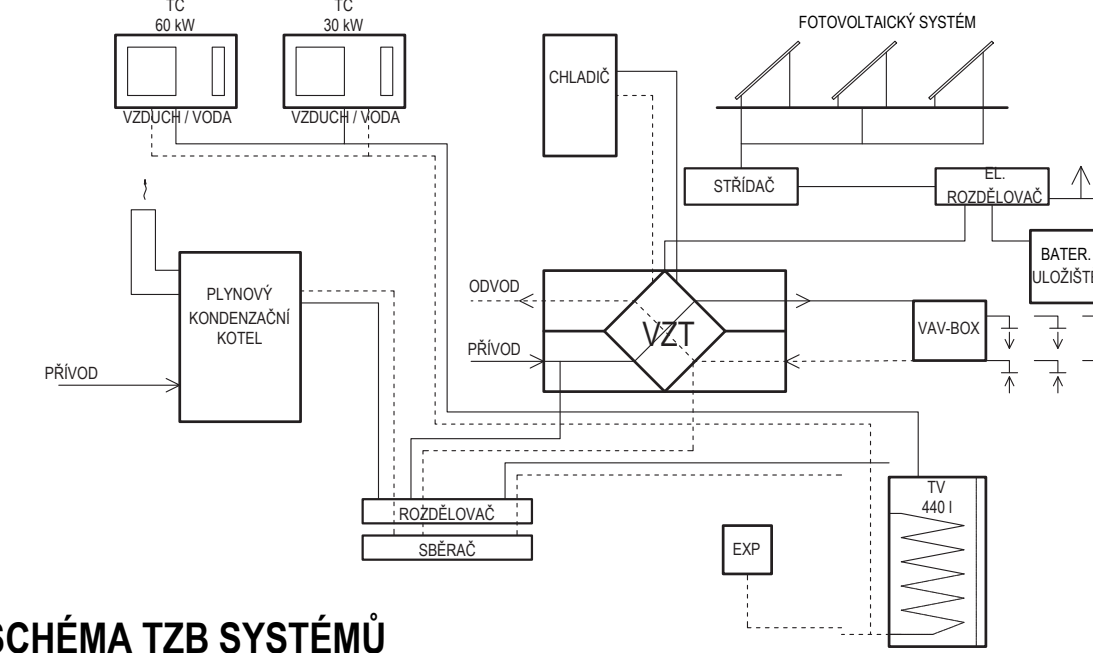 TČ
60 kW
VZDUCH / VODA
TČ
30 kW
VZDUCH / VODA
CHLADIČ
FOTOVOLTAICKÝ SYSTÉM
STŘÍDAČ
EL.
ROZDĚLOVAČ
BATER.
ULOŽIŠTĚ
PLYNOVÝ
KONDENZAČNÍ
KOTEL
PŘÍVOD
ODVOD
PŘÍVOD
VZT
VAV-BOX
ROZDĚLOVAČ
SBĚRAČ
EXP
TV
440 l
SCHÉMA TZB SYSTÉMŮ